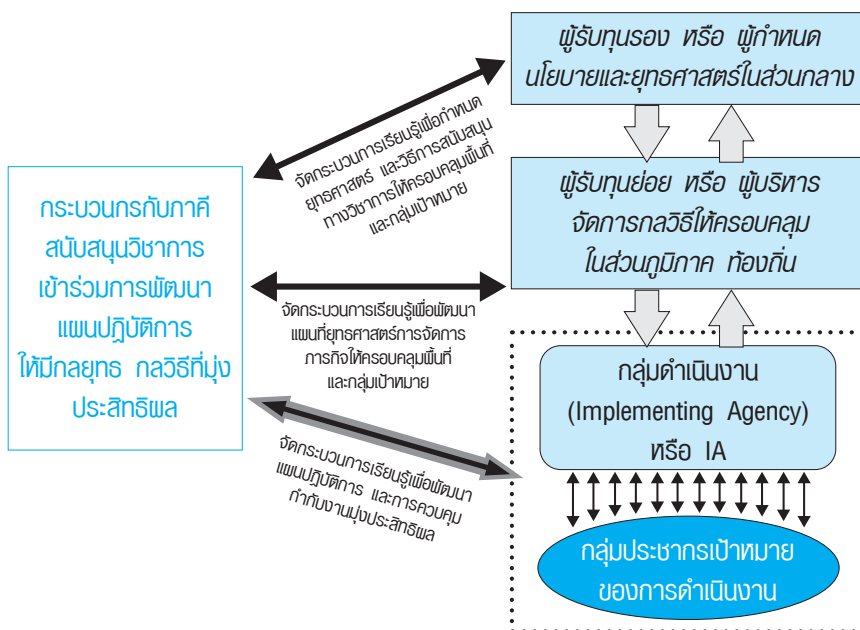 กระบวนกรกับภาคี
สนับสนุนวิชาการ
เข้าร่วมการพัฒนา
แผนปฏิบัติการ
ให้มีกลยุทธ กลวิธีที่มุ่ง
ประสิทธิผล
จัดกระบวนการเรียนรู้เพื่อกำหนด
ยุทธศาสตร์ และวิธีการสนับสนุน
ทางวิชาการให้ครอบคลุมพื้นที่
และกลุ่มเป้าหมาย
จัดกระบวนการเรียนรู้เพื่อพัฒนา
แผนที่ยุทธศาสตร์การจัดการ
ภารกิจให้ครอบคลุมพื้นที่
และกลุ่มเป้าหมาย
จัดกระบวนการเรียนรู้เพื่อพัฒนา
แผนปฏิบัติการ และการควบคุม
กำกับงานมุ่งประสิทธิผล
ผู้รับทุนรอง หรือ ผู้กำหนด
นโยบายและยุทธศาสตร์ในส่วนกลาง
ผู้รับทุนย่อย หรือ ผู้บริหาร
จัดการกลวิธีให้ครอบคลุม
ในส่วนภูมิภาค ท้องถิ่น
กลุ่มดำเนินงาน
(Implementing Agency)
หรือ IA
กลุ่มประชากรเป้าหมาย
ของการดำเนินงาน